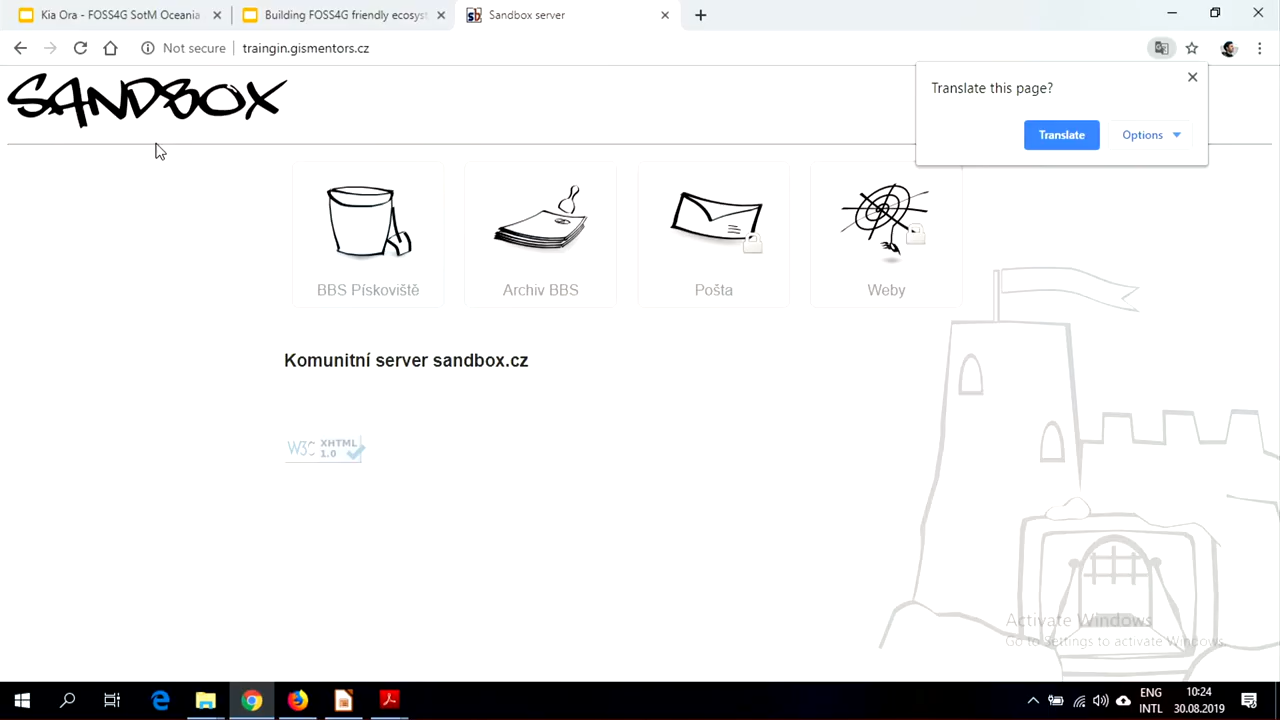 Kia Ora - FOSS4G SotM Oceania
Building FOSS4G friendly ecosyst
Sandbox server
Not secure
traingin.gismentors.cz
SANDBOX
Translate this page?
Translate
Options
BBS Pískoviště
Archiv BBS
Pošta
Weby
Komunitní server sandbox.cz
W3C XHTML
1.0
Activate Windows
Go to Settings to activate Windows.
ENG
INTL
10:24
30.08.2019